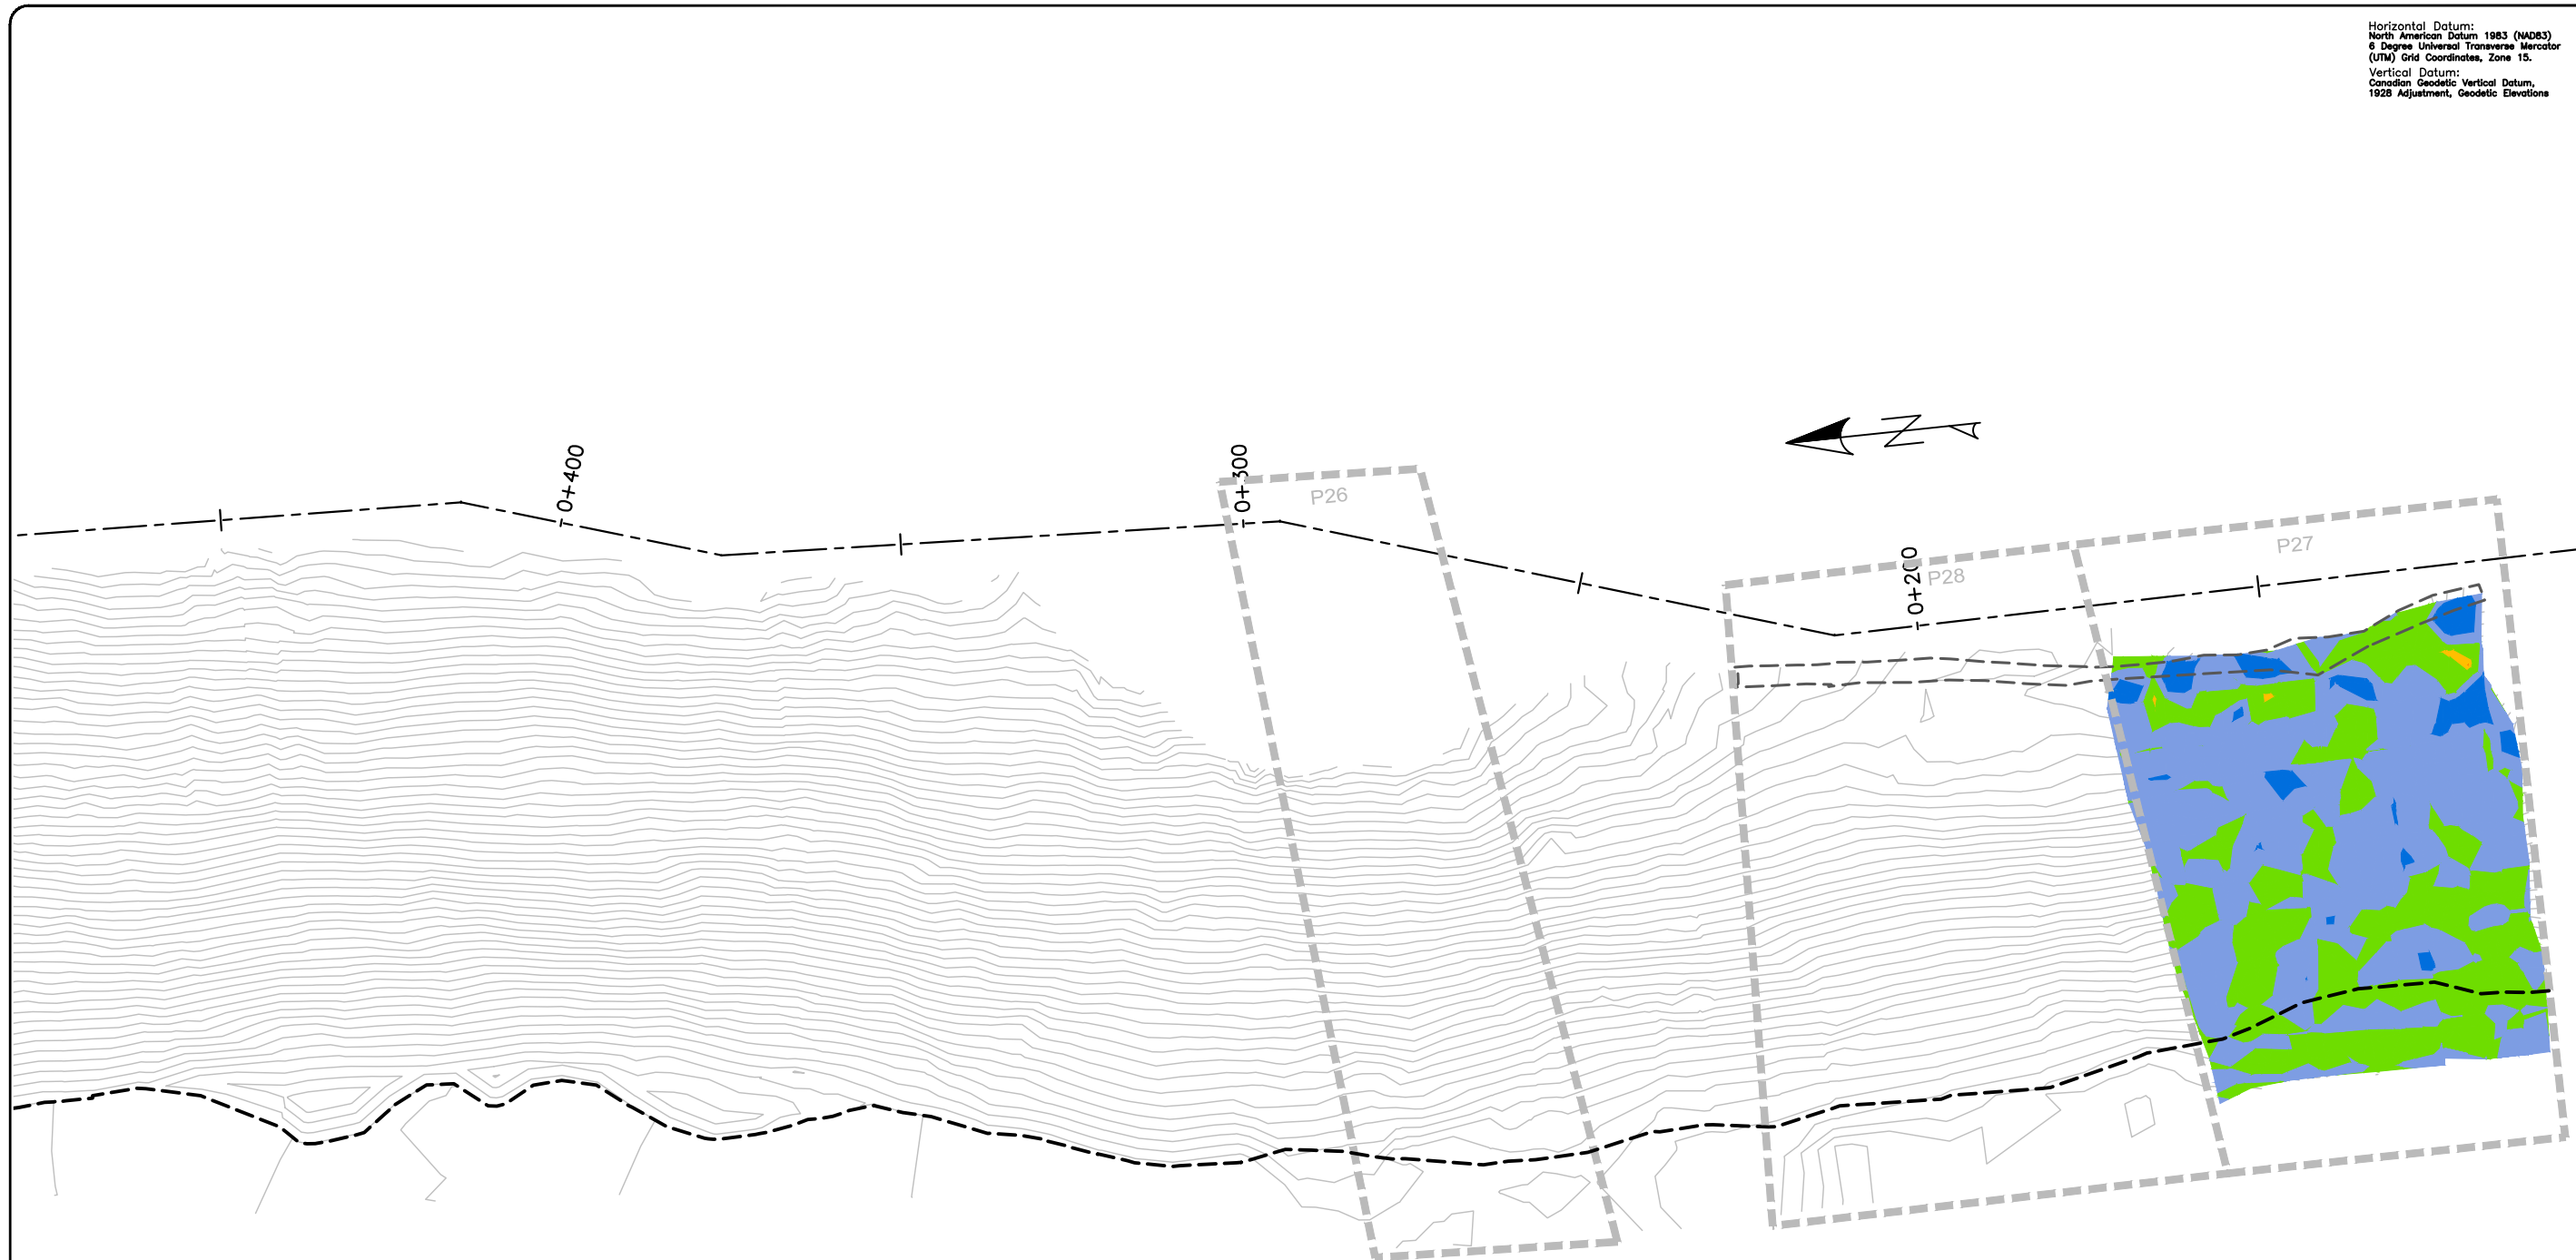 Horizontal Datum:
North American Datum 1983 (NAD83)
6 Degree Universal Transverse Mercator
(UTM) Grid Coordinates, Zone 15.
Vertical Datum:
Canadian Geodetic Vertical Datum,
1928 Adjustment, Geodetic Elevations
0+400
0+300
P26
N
0+200
P28
P27